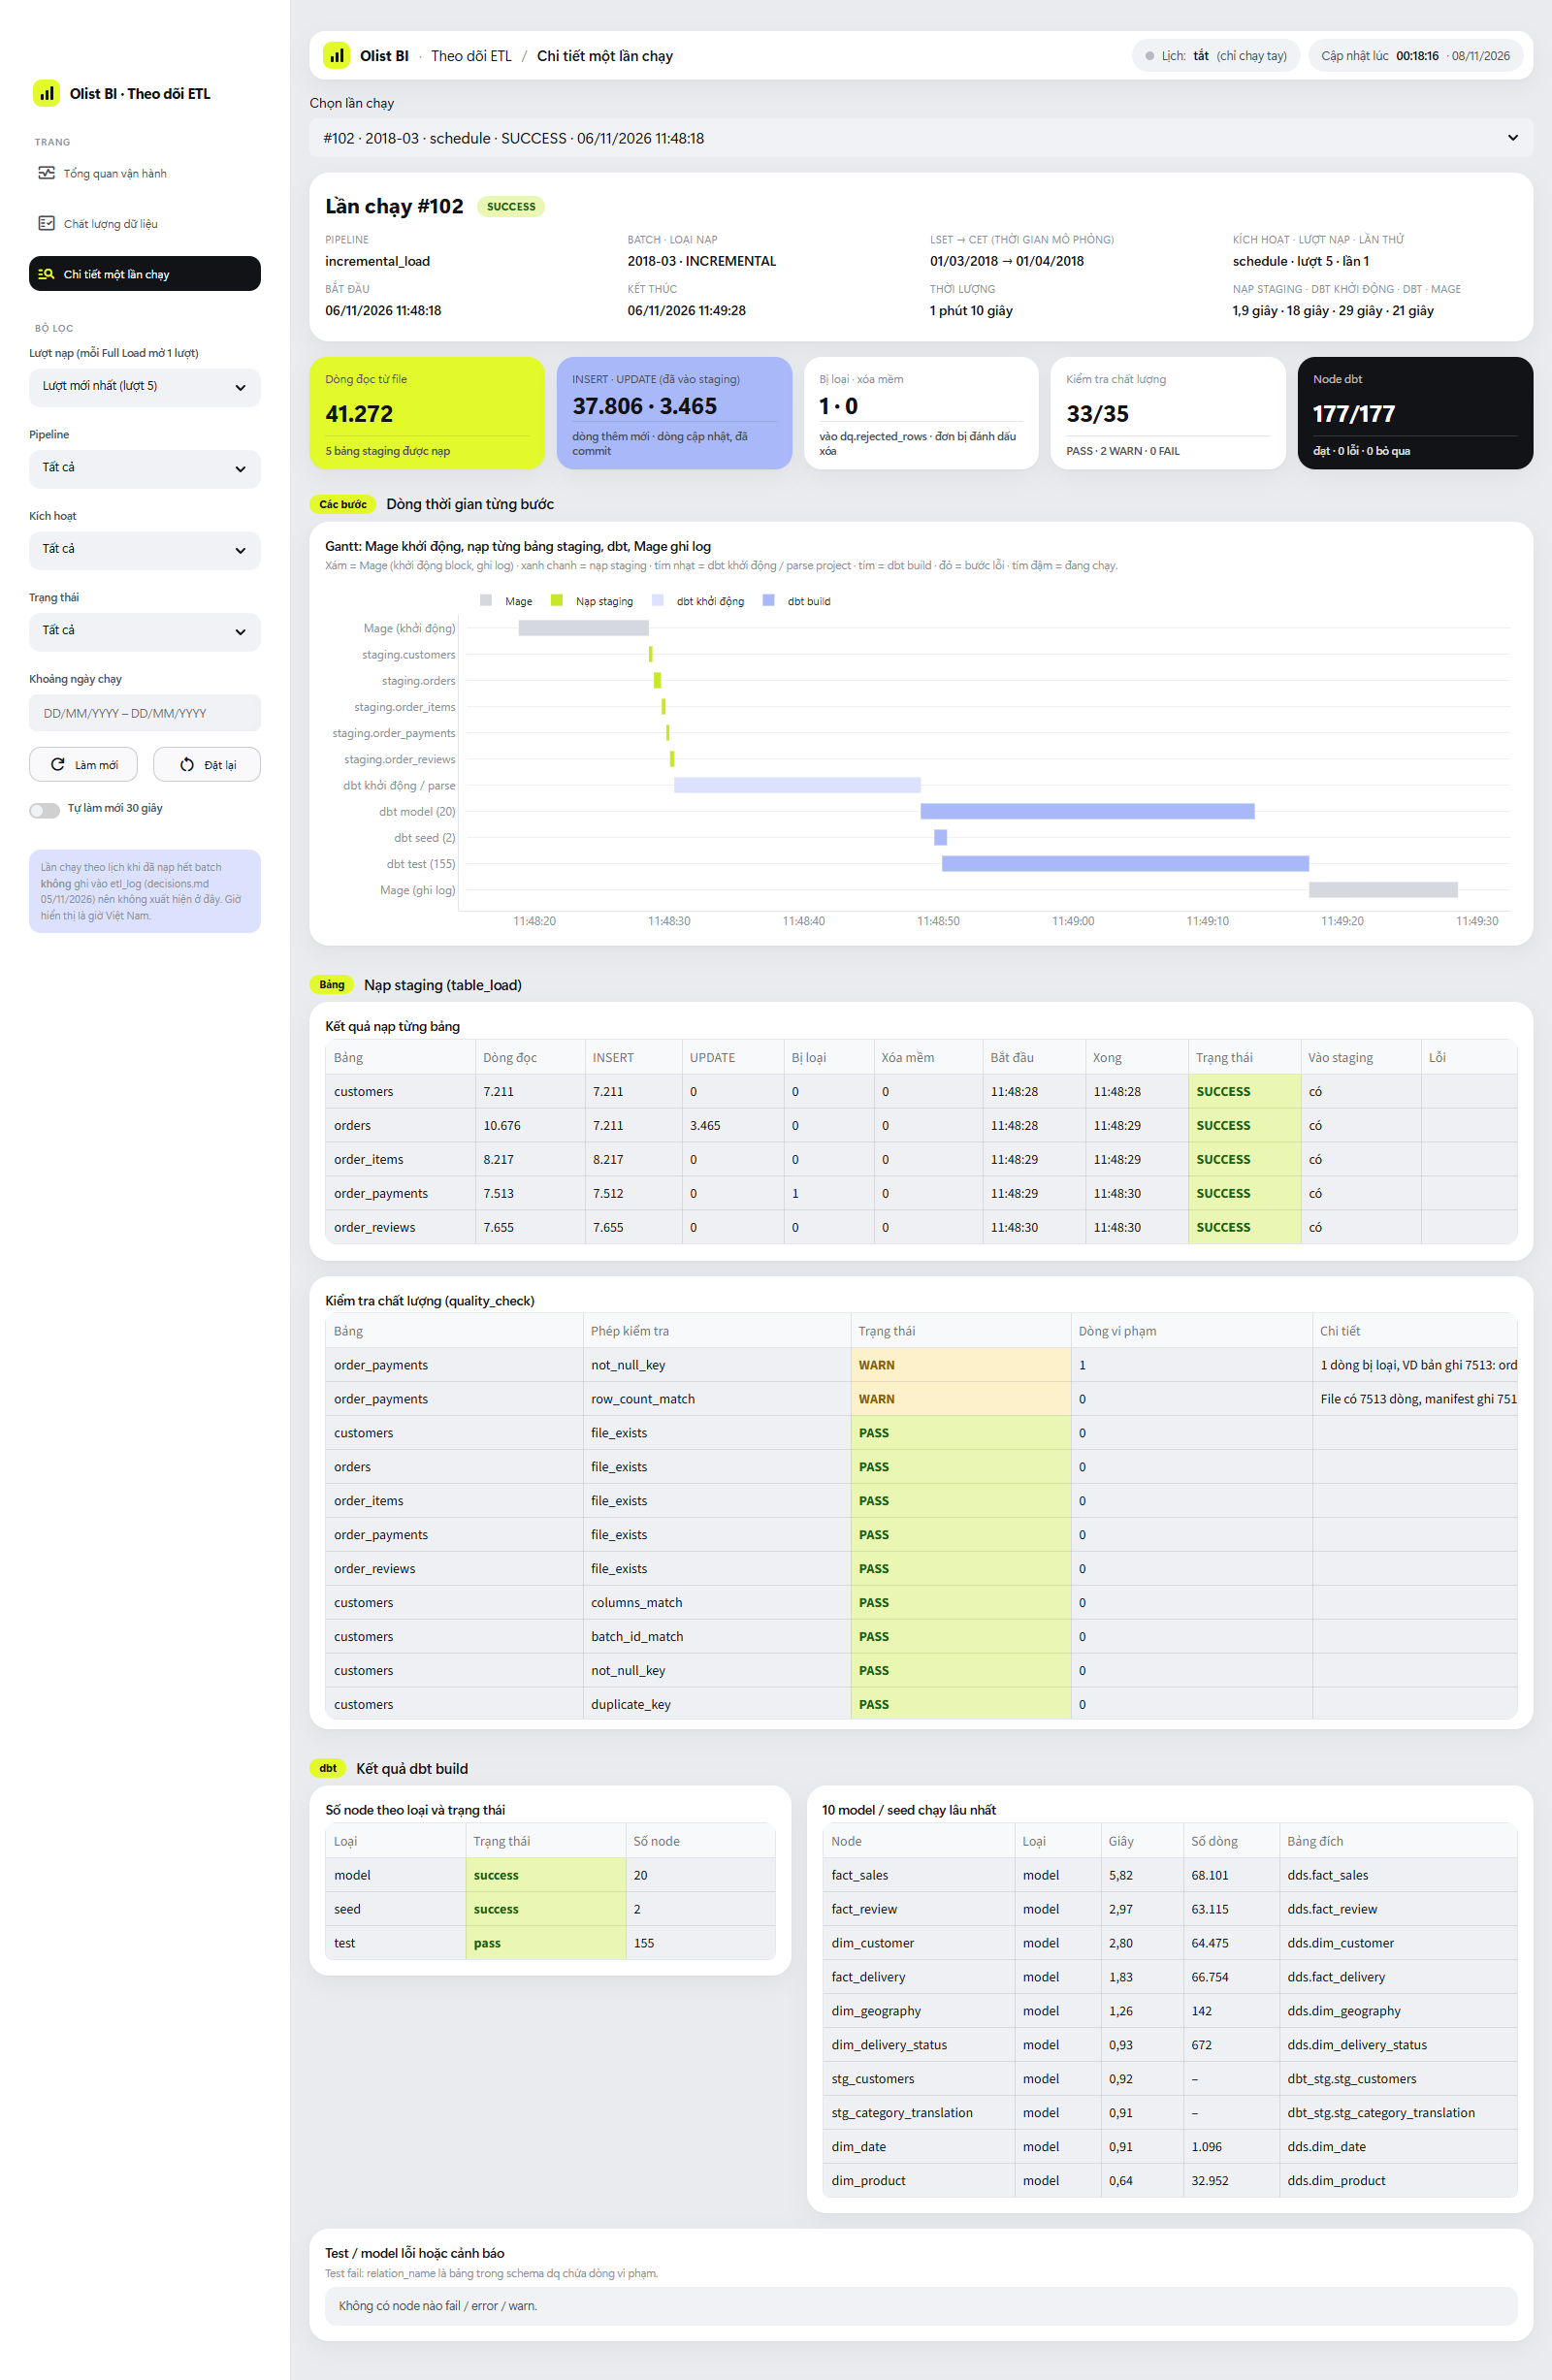 Olist BI · Theo dõi ETL
TRANG
Tổng quan vận hành
Chất lượng dữ liệu
Chi tiết một lần chạy
BỘ LỌC
Lượt nạp (mỗi Full Load mở 1 lượt)
Lượt mới nhất (lượt 5)
Pipeline
Tất cả
Kích hoạt
Tất cả
Trạng thái
Tất cả
Khoảng ngày chạy
DD/MM/YYYY – DD/MM/YYYY
Làm mới
Đặt lại
Tự làm mới 30 giây
Lần chạy theo lịch khi đã nạp hết batch
không ghi vào etl_log (decisions.md
05/11/2026) nên không xuất hiện ở đây. Giờ
hiển thị là giờ Việt Nam.
Olist BI · Theo dõi ETL / Chi tiết một lần chạy
Lịch: tắt (chỉ chạy tay)
Cập nhật lúc 00:18:16 · 08/11/2026
Chọn lần chạy
#102 · 2018-03 · schedule · SUCCESS · 06/11/2026 11:48:18
Lần chạy #102 SUCCESS
PIPELINE
incremental_load
BATCH · LOẠI NẠP
2018-03 · INCREMENTAL
LSET → CET (THỜI GIAN MÔ PHỎNG)
01/03/2018 → 01/04/2018
KÍCH HOẠT · LƯỢT NẠP · LẦN THỬ
schedule · lượt 5 · lần 1
BẮT ĐẦU
06/11/2026 11:48:18
KẾT THÚC
06/11/2026 11:49:28
THỜI LƯỢNG
1 phút 10 giây
NẠP STAGING · DBT KHỞI ĐỘNG · DBT · MAGE
1,9 giây · 18 giây · 29 giây · 21 giây
Dòng đọc từ file
41.272
5 bảng staging được nạp
INSERT · UPDATE (đã vào staging)
37.806 · 3.465
dòng thêm mới · dòng cập nhật, đã
commit
Bị loại · xóa mềm
1 · 0
vào dq.rejected_rows · đơn bị đánh dấu
xóa
Kiểm tra chất lượng
33/35
PASS · 2 WARN · 0 FAIL
Node dbt
177/177
đạt · 0 lỗi · 0 bỏ qua
Các bước Dòng thời gian từng bước
Gantt: Mage khởi động, nạp từng bảng staging, dbt, Mage ghi log
Xám = Mage (khởi động block, ghi log) · xanh chanh = nạp staging · tím nhạt = dbt khởi động / parse project · tím = dbt build · đỏ = bước lỗi · tím đậm = đang chạy.
Mage Nạp staging dbt khởi động dbt build
Mage (khởi động)
staging.customers
staging.orders
staging.order_items
staging.order_payments
staging.order_reviews
dbt khởi động / parse
dbt model (20)
dbt seed (2)
dbt test (155)
Mage (ghi log)
11:48:20 11:48:30 11:48:40 11:48:50 11:49:00 11:49:10 11:49:20 11:49:30
Bảng Nạp staging (table_load)
Kết quả nạp từng bảng
Bảng Dòng đọc INSERT UPDATE Bị loại Xóa mềm Bắt đầu Xong Trạng thái Vào staging Lỗi
customers 7.211 7.211 0 0 0 11:48:28 11:48:28 SUCCESS có
orders 10.676 7.211 3.465 0 0 11:48:28 11:48:29 SUCCESS có
order_items 8.217 8.217 0 0 0 11:48:29 11:48:29 SUCCESS có
order_payments 7.513 7.512 0 1 0 11:48:29 11:48:30 SUCCESS có
order_reviews 7.655 7.655 0 0 0 11:48:30 11:48:30 SUCCESS có
Kiểm tra chất lượng (quality_check)
Bảng Phép kiểm tra Trạng thái Dòng vi phạm Chi tiết
order_payments not_null_key WARN 1 1 dòng bị loại, VD bản ghi 7513: ord
order_payments row_count_match WARN 0 File có 7513 dòng, manifest ghi 751
customers file_exists PASS 0
orders file_exists PASS 0
order_items file_exists PASS 0
order_payments file_exists PASS 0
order_reviews file_exists PASS 0
customers columns_match PASS 0
customers batch_id_match PASS 0
customers not_null_key PASS 0
customers duplicate_key PASS 0
dbt Kết quả dbt build
Số node theo loại và trạng thái
Loại Trạng thái Số node
model success 20
seed success 2
test pass 155
10 model / seed chạy lâu nhất
Node Loại Giây Số dòng Bảng đích
fact_sales model 5,82 68.101 dds.fact_sales
fact_review model 2,97 63.115 dds.fact_review
dim_customer model 2,80 64.475 dds.dim_customer
fact_delivery model 1,83 66.754 dds.fact_delivery
dim_geography model 1,26 142 dds.dim_geography
dim_delivery_status model 0,93 672 dds.dim_delivery_status
stg_customers model 0,92 – dbt_stg.stg_customers
stg_category_translation model 0,91 – dbt_stg.stg_category_translation
dim_date model 0,91 1.096 dds.dim_date
dim_product model 0,64 32.952 dds.dim_product
Test / model lỗi hoặc cảnh báo
Test fail: relation_name là bảng trong schema dq chứa dòng vi phạm.
Không có node nào fail / error / warn.